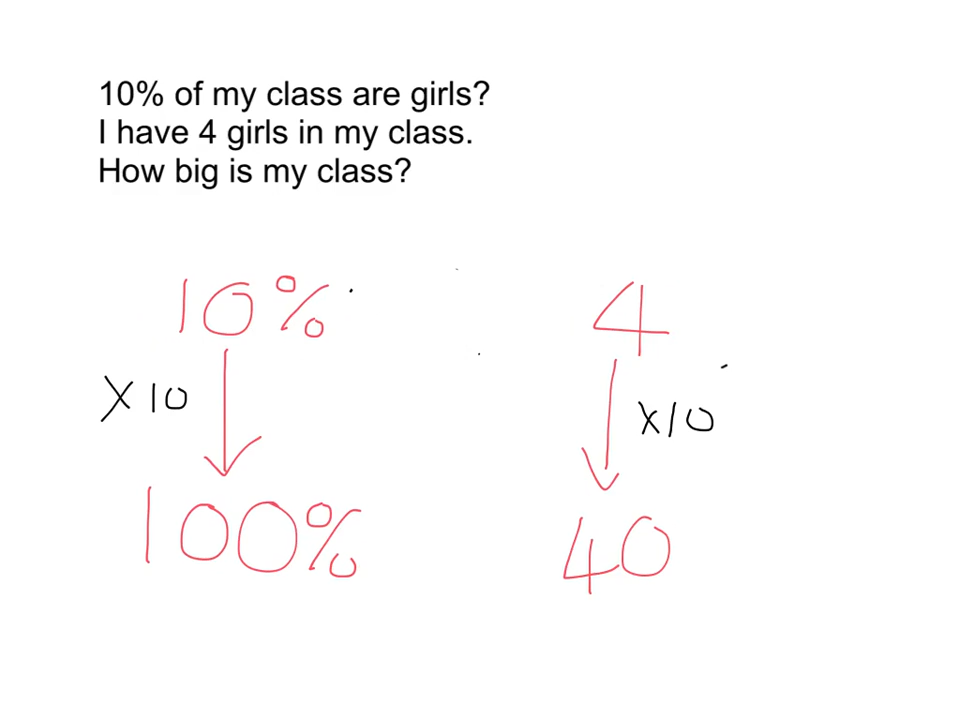 10% of my class are girls?
I have 4 girls in my class.
How big is my class?
10% 4
X10 X10
100% 40